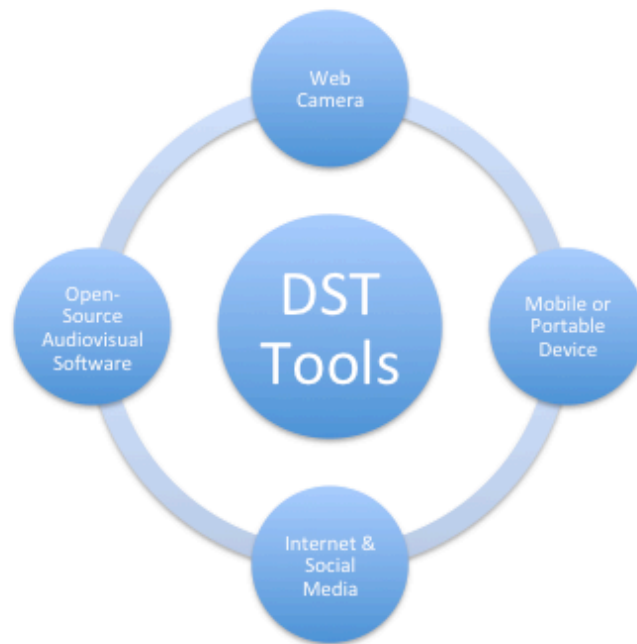 Web
Camera
DST
Tools
Open-
Source
Audiovisual
Software
Mobile or
Portable
Device
Internet &
Social
Media